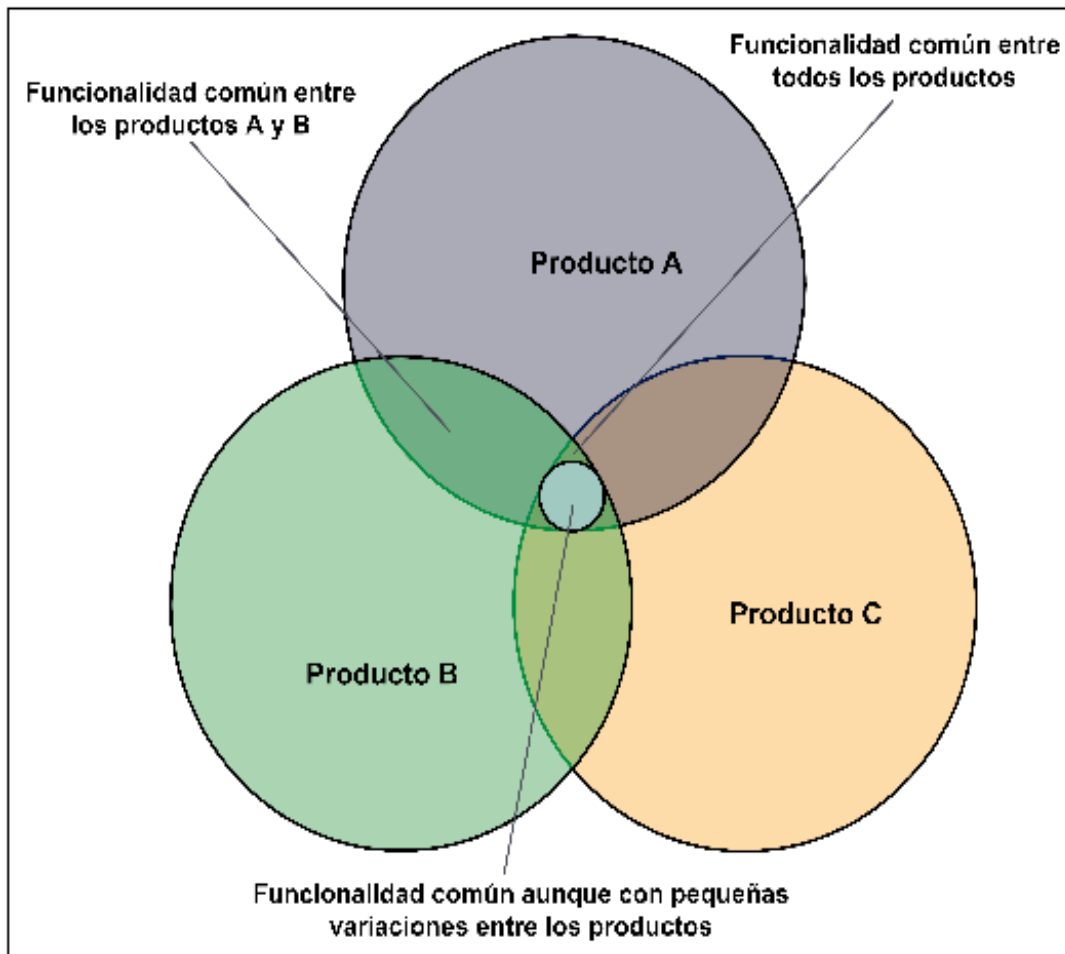 Funcionalidad común entre
todos los productos
Funcionalidad común entre
los productos A y B
Producto A
Producto C
Producto B
Funcionalidad común aunque con pequeñas
variaciones entre los productos